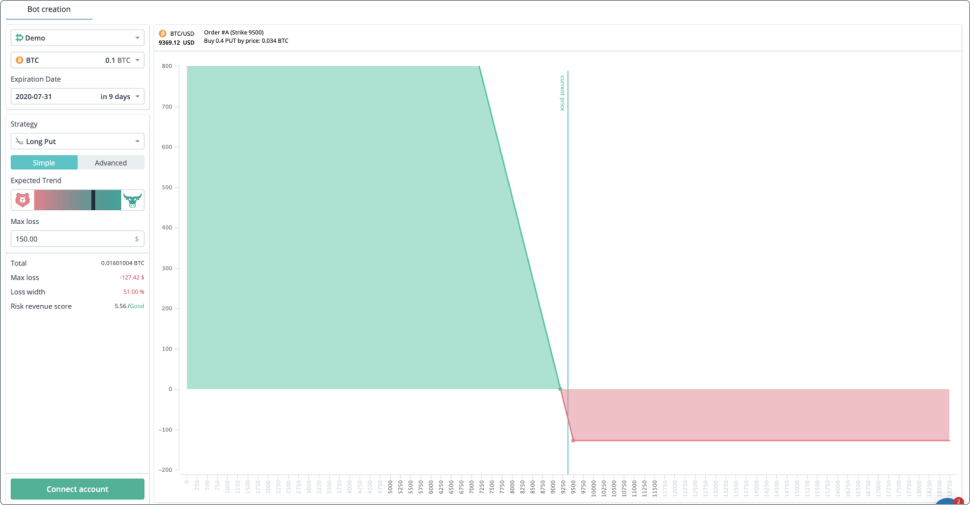 Bot creation
Demo
BTC 0.1 BTC
Expiration Date
2020-07-31 in 9 days
Strategy
Long Put
Simple Advanced
Expected Trend
Max loss
150.00 $
Total 0.01601004 BTC
Max loss -127.42 $
Loss width 51.00 %
Risk revenue score 5.56 /Good
Connect account
BTC/USD
9369.12 USD
Order #A (Strike 9500)
Buy 0.4 PUT by price: 0.034 BTC
800
700
600
500
400
300
200
100
0
-100
-200
current price
5000 5250 5500 5750 6000 6250 6500 6750 7000 7250 7500 7750 8000 8250 8500 8750 9000 9250 9500 9750 10000 10250 10500 10750 11000 11250 11500
2